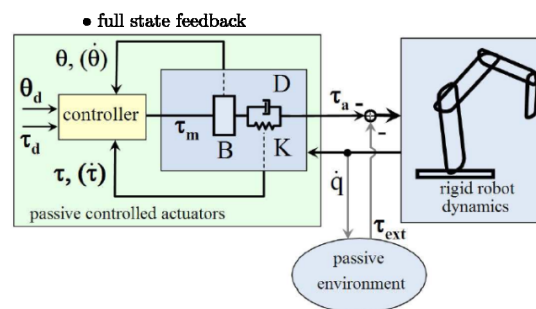 • full state feedback
θ, (θ̇)
D
θd
τd
controller
τm
B
K
τa
-
-
τ, (τ̇)
q̇
τext
passive controlled actuators
rigid robot
dynamics
passive
environment